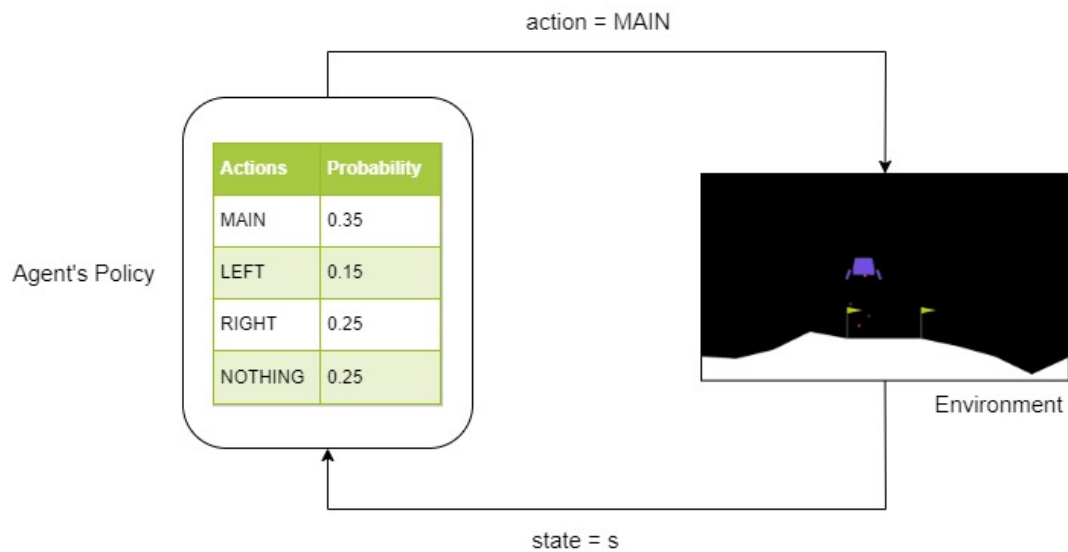 action = MAIN
Actions Probability
MAIN 0.35
LEFT 0.15
Agent's Policy
RIGHT 0.25
NOTHING 0.25
Environment
state = s